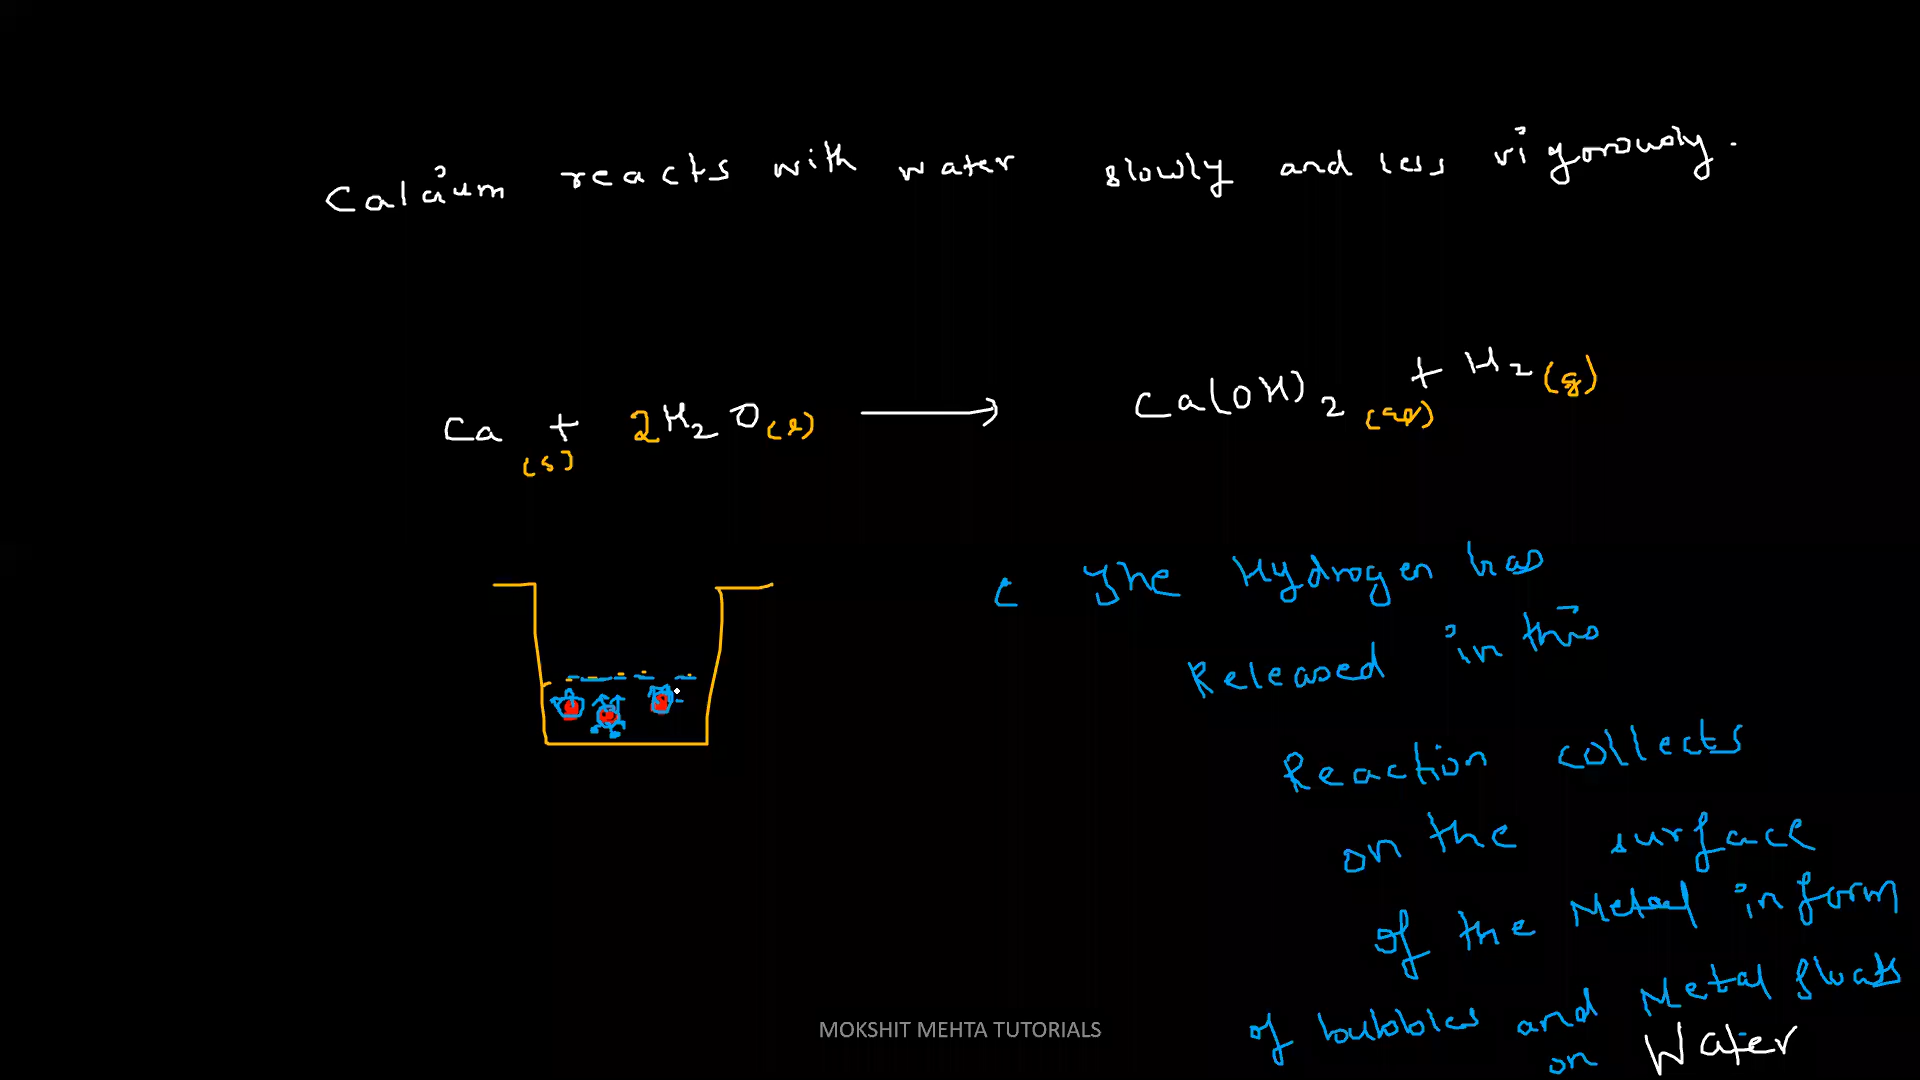 Calcium reacts with water slowly and less vigorously.
Ca(s) + 2H₂O(l) ⟶ Ca(OH)₂(aq) + H₂(g)
c The Hydrogen has
Released in this
Reaction collects
on the surface
of the Metal in form
of bubbles and Metal floats
on Water
MOKSHIT MEHTA TUTORIALS